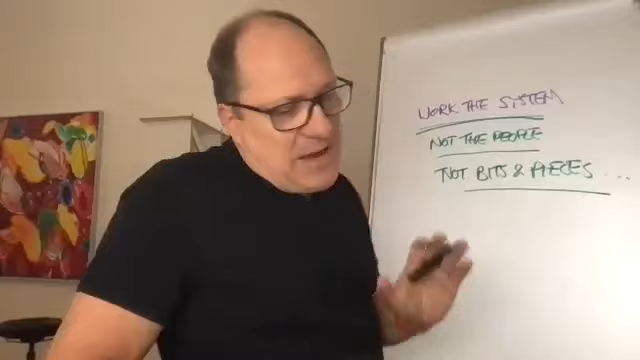 WORK THE SYSTEM
NOT THE PEOPLE
NOT BITS & PIECES ...